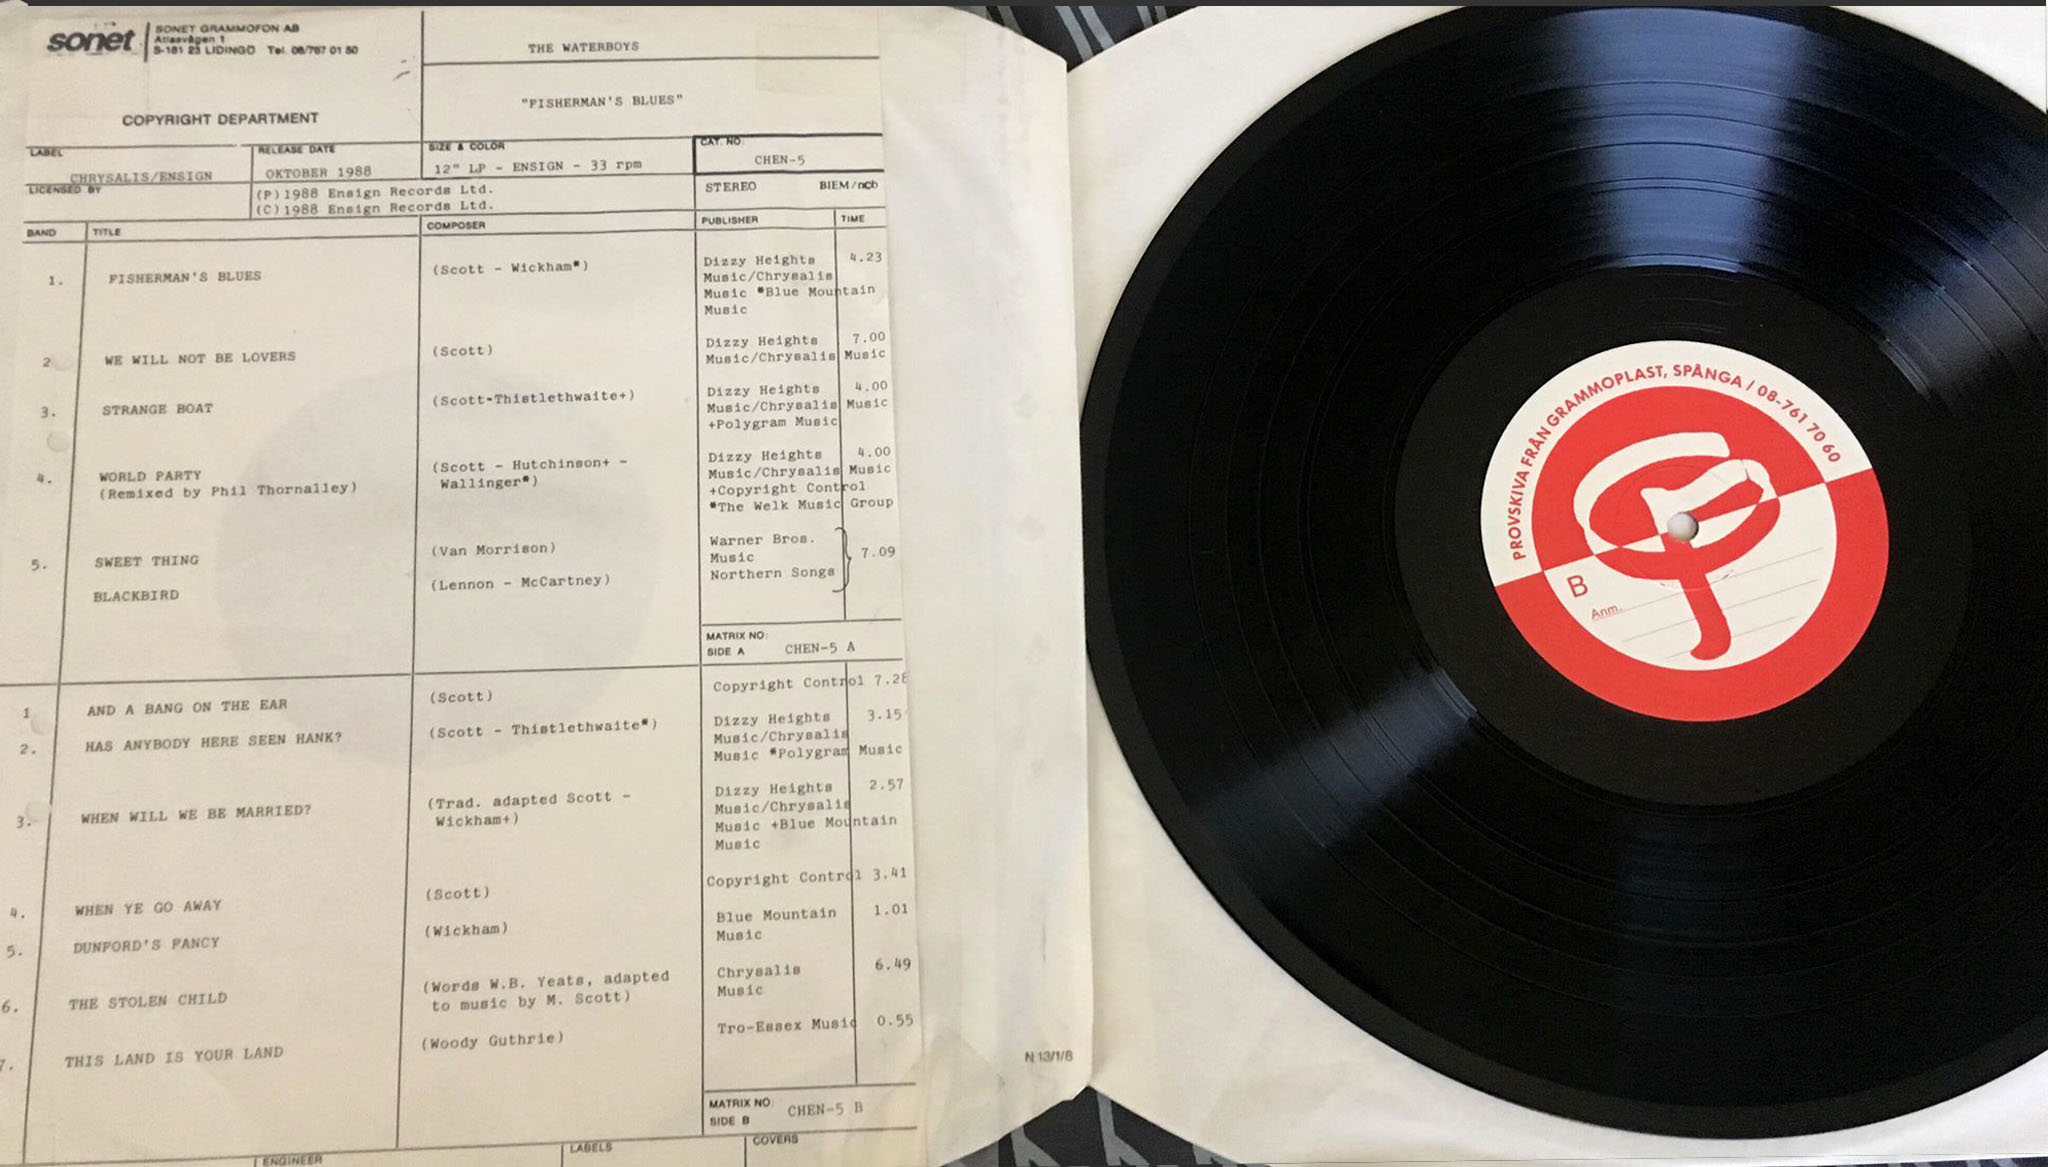 sonet
SONET GRAMMOFON AB
Atlasvägen 1
S-181 23 LIDINGÖ Tel. 08/767 01 50
COPYRIGHT DEPARTMENT
THE WATERBOYS
"FISHERMAN'S BLUES"
LABEL
CHRYSALIS/ENSIGN
RELEASE DATE
OKTOBER 1988
SIZE & COLOR
12" LP - ENSIGN - 33 rpm
CAT. NO:
CHEN-5
LICENSED BY
(P)1988 Ensign Records Ltd.
(C)1988 Ensign Records Ltd.
STEREO BIEM/ncb
BAND TITLE COMPOSER PUBLISHER TIME
1. FISHERMAN'S BLUES (Scott - Wickham*) Dizzy Heights 4.23
Music/Chrysalis
Music *Blue Mountain
Music
2. WE WILL NOT BE LOVERS (Scott) Dizzy Heights 7.00
Music/Chrysalis Music
3. STRANGE BOAT (Scott-Thistlethwaite+) Dizzy Heights 4.00
Music/Chrysalis Music
+Polygram Music
4. WORLD PARTY (Scott - Hutchinson+ - Dizzy Heights 4.00
(Remixed by Phil Thornalley) Wallinger*) Music/Chrysalis Music
+Copyright Control
*The Welk Music Group
5. SWEET THING (Van Morrison) Warner Bros.
Music 7.09
BLACKBIRD (Lennon - McCartney) Northern Songs
MATRIX NO:
SIDE A CHEN-5 A
1 AND A BANG ON THE EAR (Scott) Copyright Control 7.28
2. HAS ANYBODY HERE SEEN HANK? (Scott - Thistlethwaite*) Dizzy Heights 3.15
Music/Chrysalis
Music *Polygram Music
3. WHEN WILL WE BE MARRIED? (Trad. adapted Scott - Dizzy Heights 2.57
Wickham+) Music/Chrysalis
Music +Blue Mountain
Music
4. WHEN YE GO AWAY (Scott) Copyright Control 3.41
5. DUNFORD'S FANCY (Wickham) Blue Mountain 1.01
Music
6. THE STOLEN CHILD (Words W.B. Yeats, adapted Chrysalis 6.49
to music by M. Scott) Music
7. THIS LAND IS YOUR LAND (Woody Guthrie) Tro-Essex Music 0.55
MATRIX NO:
SIDE B CHEN-5 B
ENGINEER LABELS COVERS
N 13/1/8
PROVSKIVA FRÅN GRAMMOPLAST, SPÅNGA / 08-761 70 60
B
Anm.